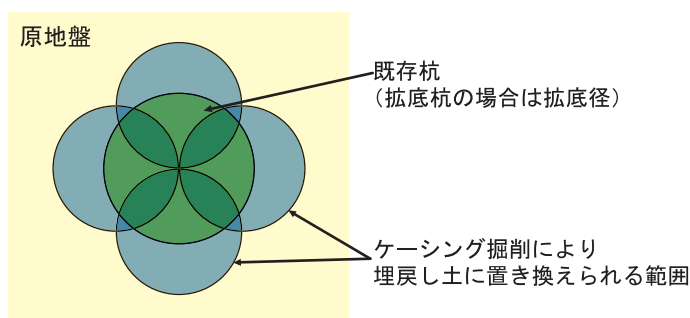 原地盤
既存杭
（拡底杭の場合は拡底径）
ケーシング掘削により
埋戻し土に置き換えられる範囲